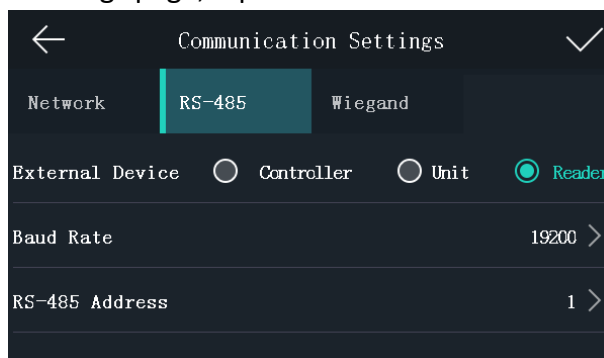 Communication Settings
Network RS-485 Wiegand
External Device Controller Unit Reader
Baud Rate 19200
RS-485 Address 1